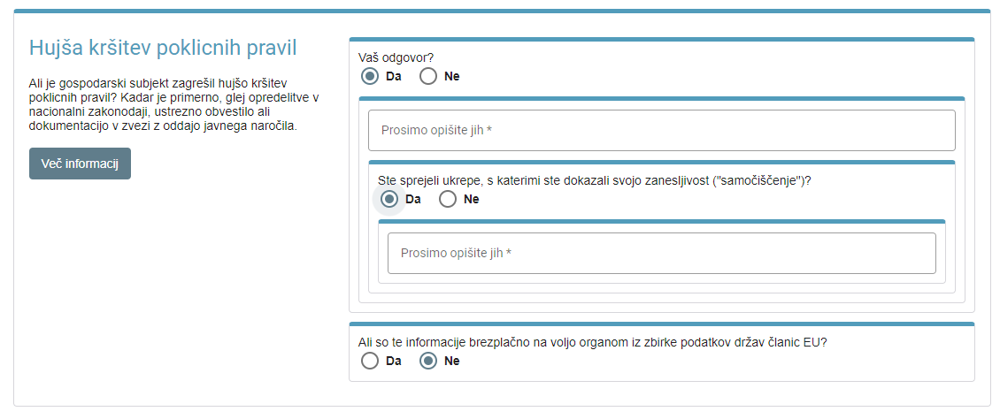 Hujša kršitev poklicnih pravil
Ali je gospodarski subjekt zagrešil hujšo kršitev
poklicnih pravil? Kadar je primerno, glej opredelitve v
nacionalni zakonodaji, ustrezno obvestilo ali
dokumentacijo v zvezi z oddajo javnega naročila.
Več informacij
Vaš odgovor?
Da Ne
Prosimo opišite jih *
Ste sprejeli ukrepe, s katerimi ste dokazali svojo zanesljivost ("samočiščenje")?
Da Ne
Prosimo opišite jih *
Ali so te informacije brezplačno na voljo organom iz zbirke podatkov držav članic EU?
Da Ne